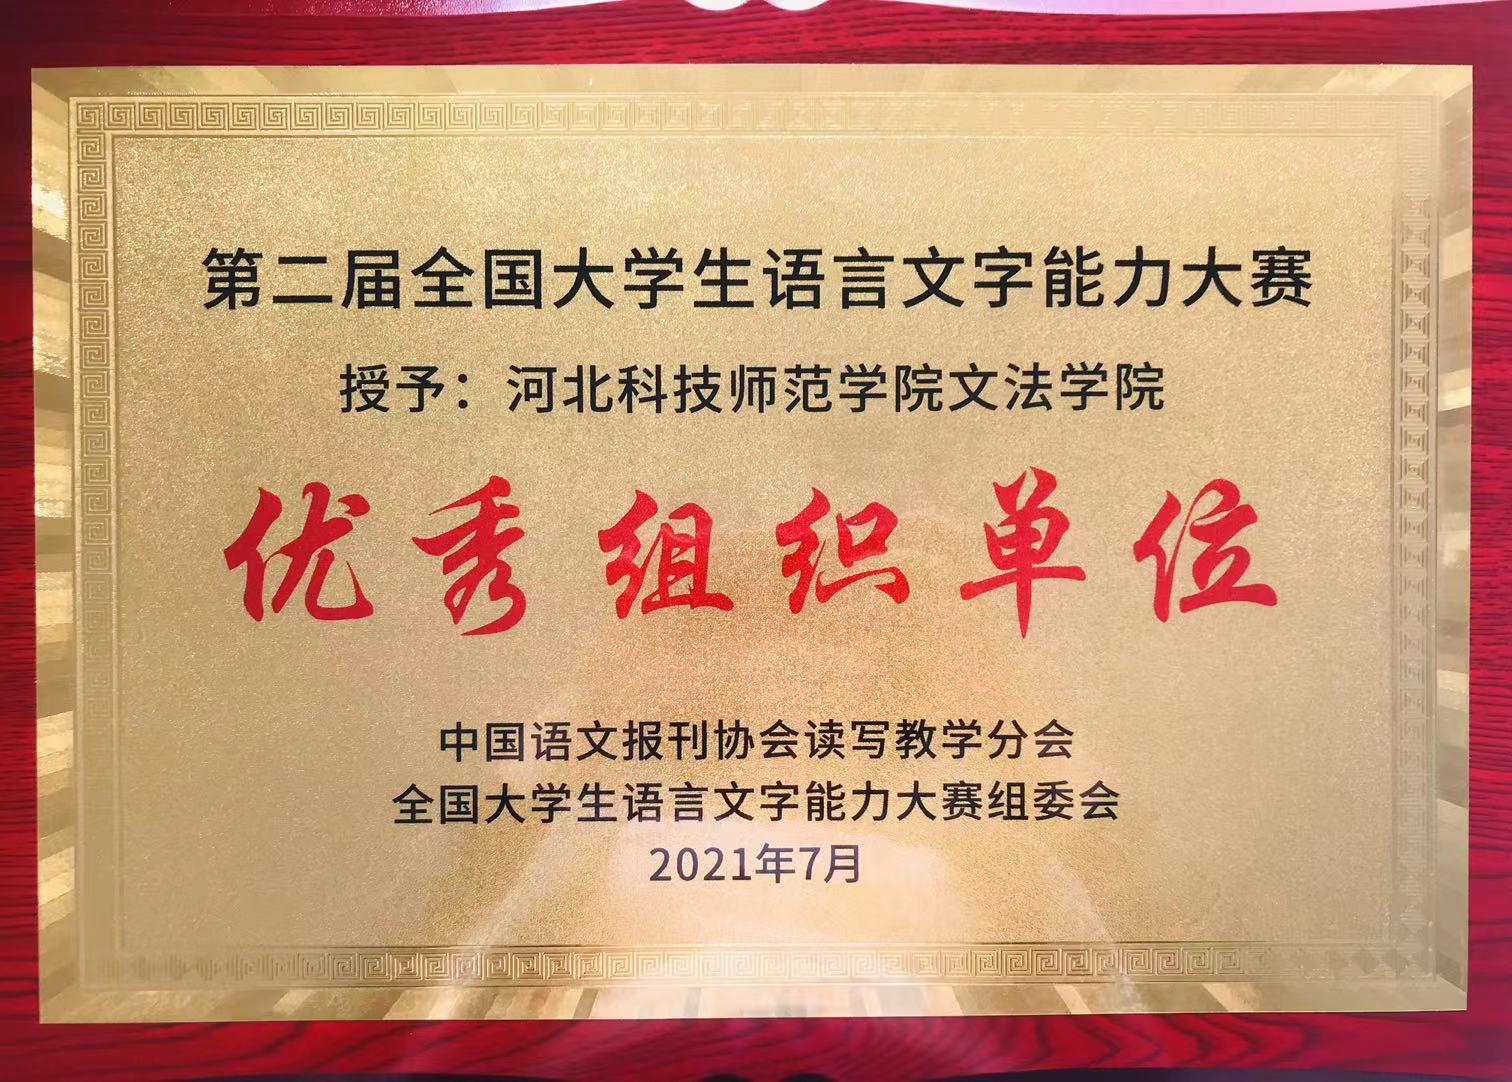 第二届全国大学生语言文字能力大赛
授予：河北科技师范学院文法学院
优秀组织单位
中国语文报刊协会读写教学分会
全国大学生语言文字能力大赛组委会
2021年7月